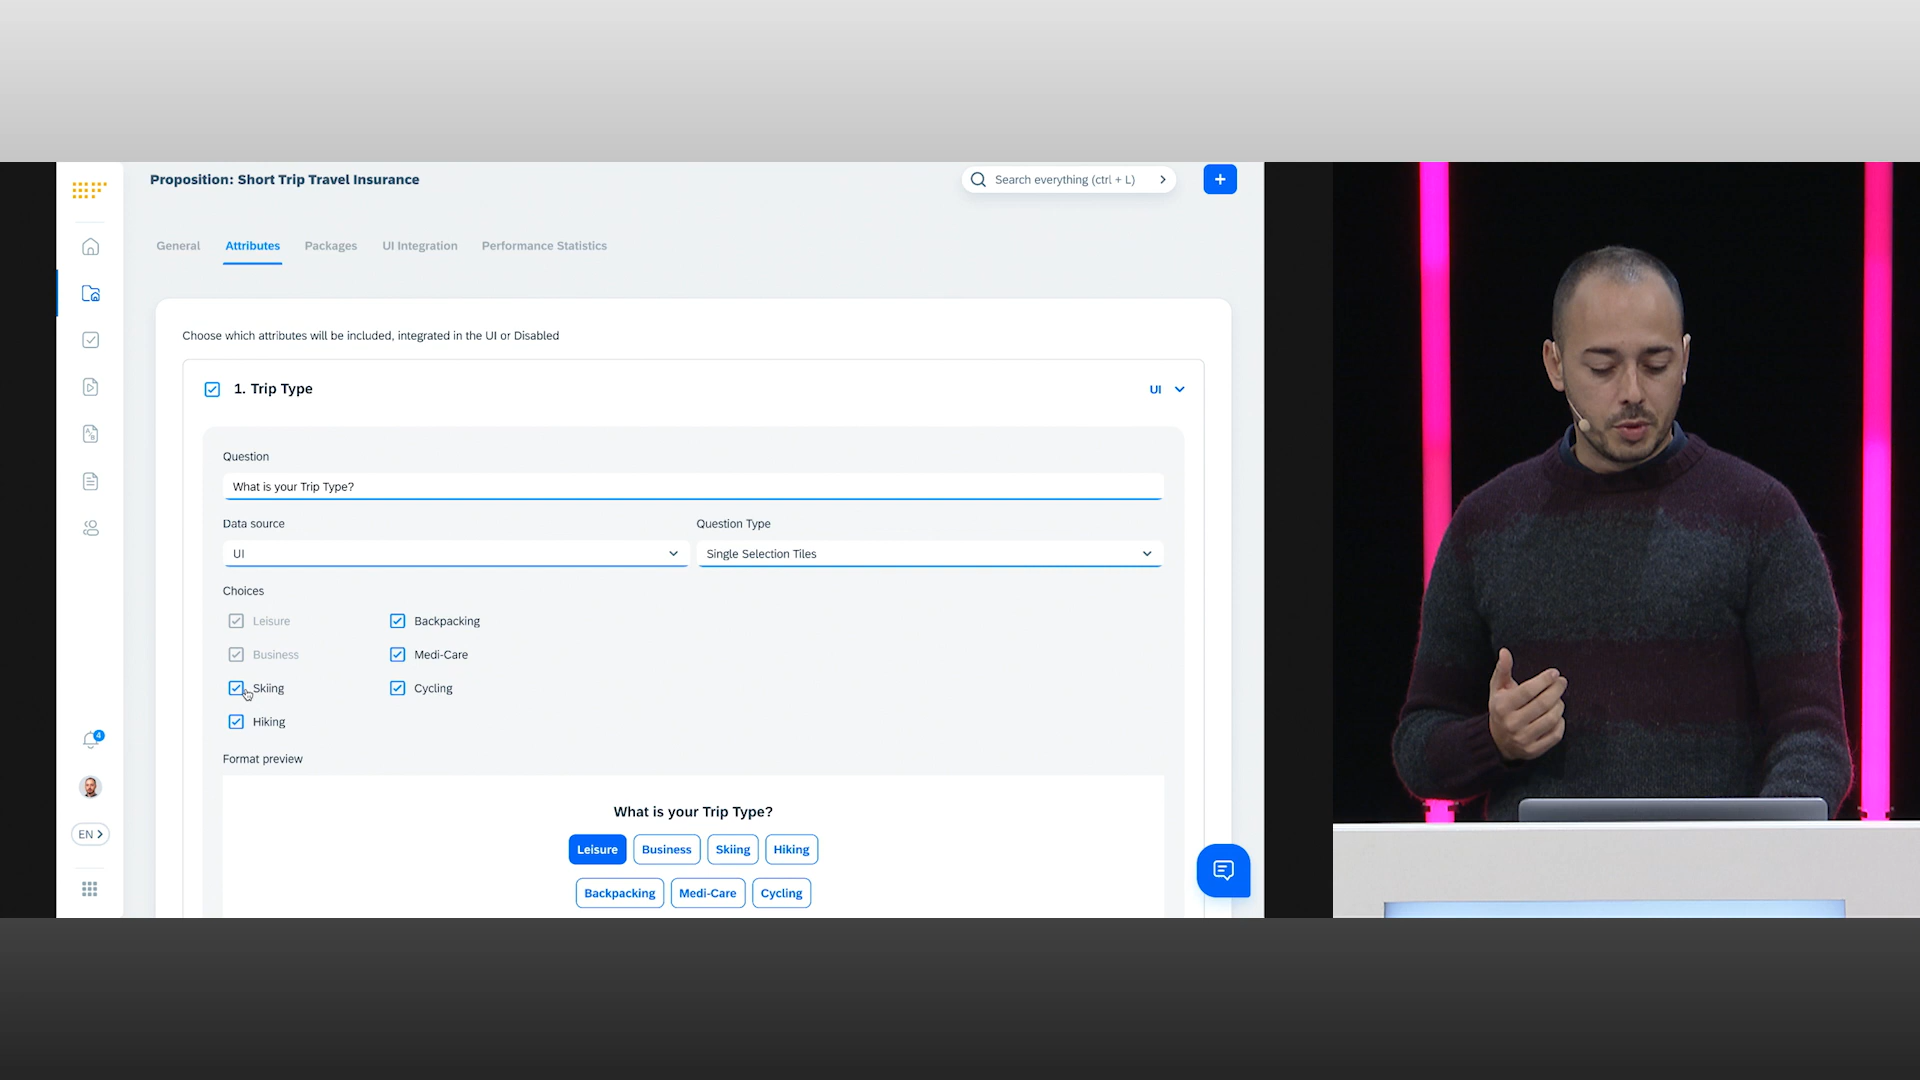 Proposition: Short Trip Travel Insurance
Search everything (ctrl + L)
+
General Attributes Packages UI Integration Performance Statistics
Choose which attributes will be included, integrated in the UI or Disabled
1. Trip Type
UI
Question
What is your Trip Type?
Data source
Question Type
UI
Single Selection Tiles
Choices
Leisure
Backpacking
Business
Medi-Care
Skiing
Cycling
Hiking
Format preview
What is your Trip Type?
Leisure Business Skiing Hiking
Backpacking Medi-Care Cycling
4
EN